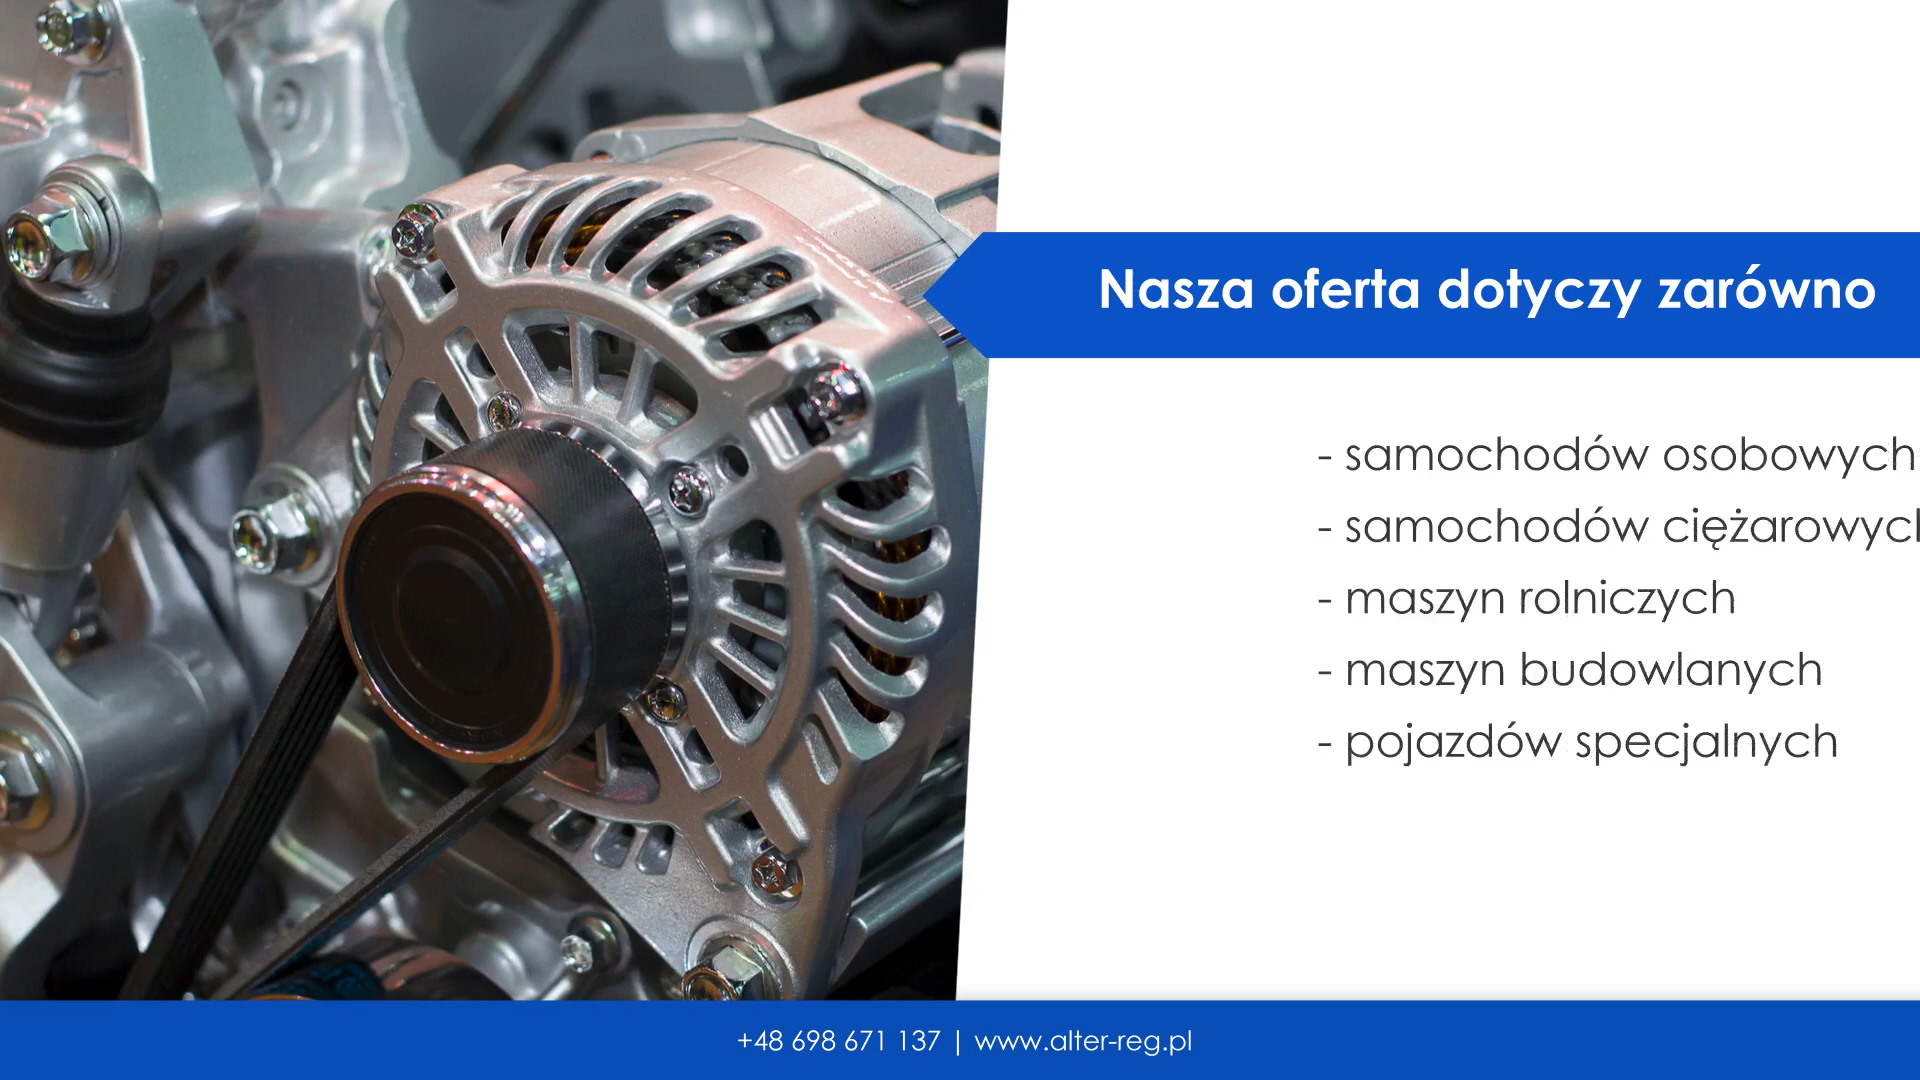 Nasza oferta dotyczy zarówno
- samochodów osobowych
- samochodów ciężarowych
- maszyn rolniczych
- maszyn budowlanych
- pojazdów specjalnych
+48 698 671 137 | www.alter-reg.pl